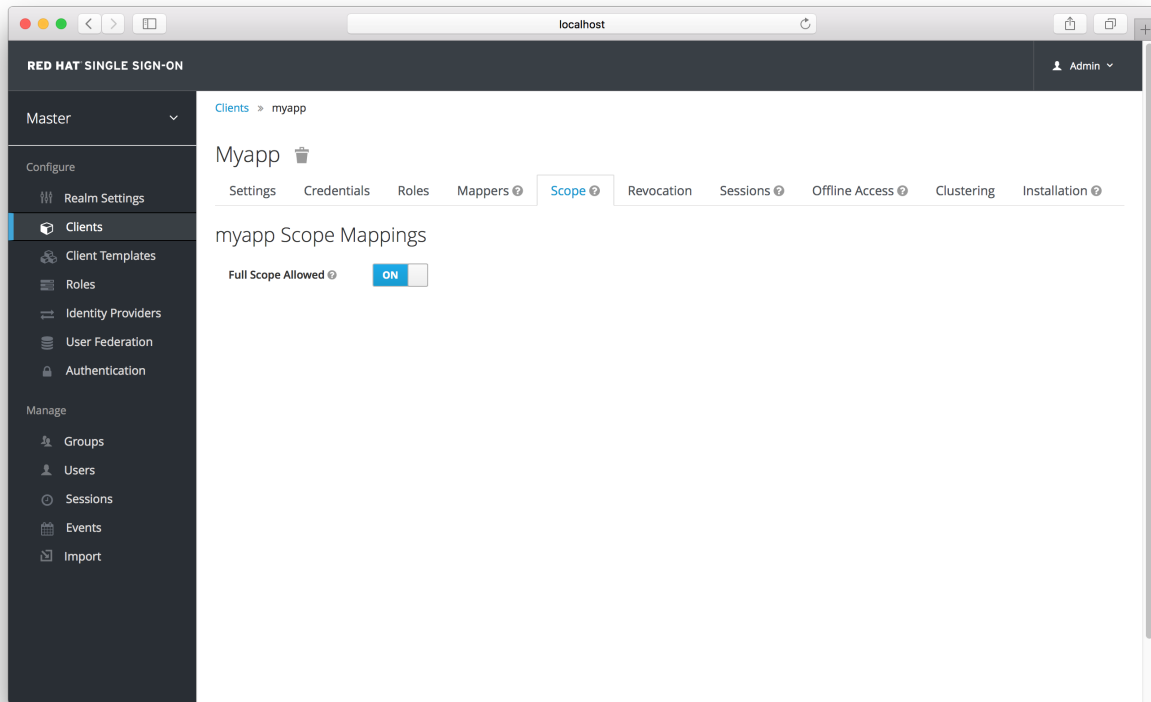 localhost
RED HAT SINGLE SIGN-ON
Admin
Master
Clients » myapp
Myapp
Configure
Settings Credentials Roles Mappers Scope Revocation Sessions Offline Access Clustering Installation
Realm Settings
Clients
myapp Scope Mappings
Client Templates
Full Scope Allowed ON
Roles
Identity Providers
User Federation
Authentication
Manage
Groups
Users
Sessions
Events
Import